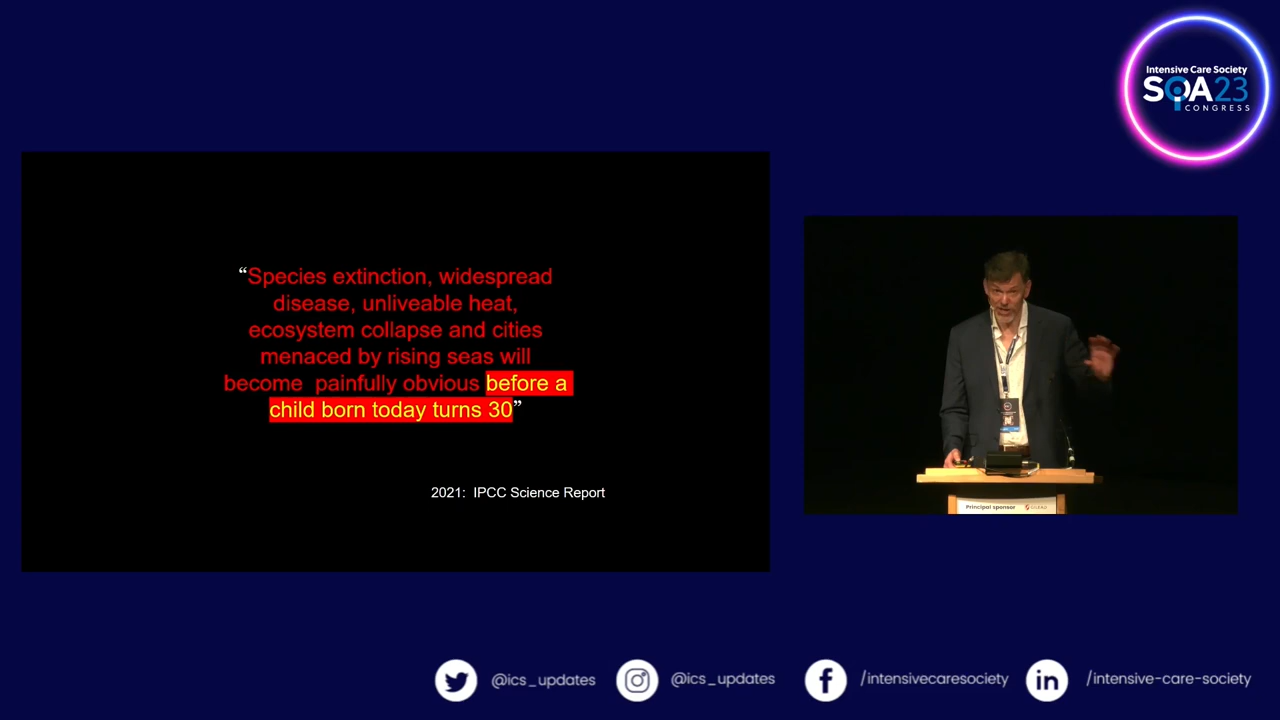 Intensive Care Society
SOA23
CONGRESS
“Species extinction, widespread
disease, unliveable heat,
ecosystem collapse and cities
menaced by rising seas will
become painfully obvious before a
child born today turns 30”
2021: IPCC Science Report
Principal sponsor
@ics_updates
@ics_updates
/intensivecaresociety
/intensive-care-society